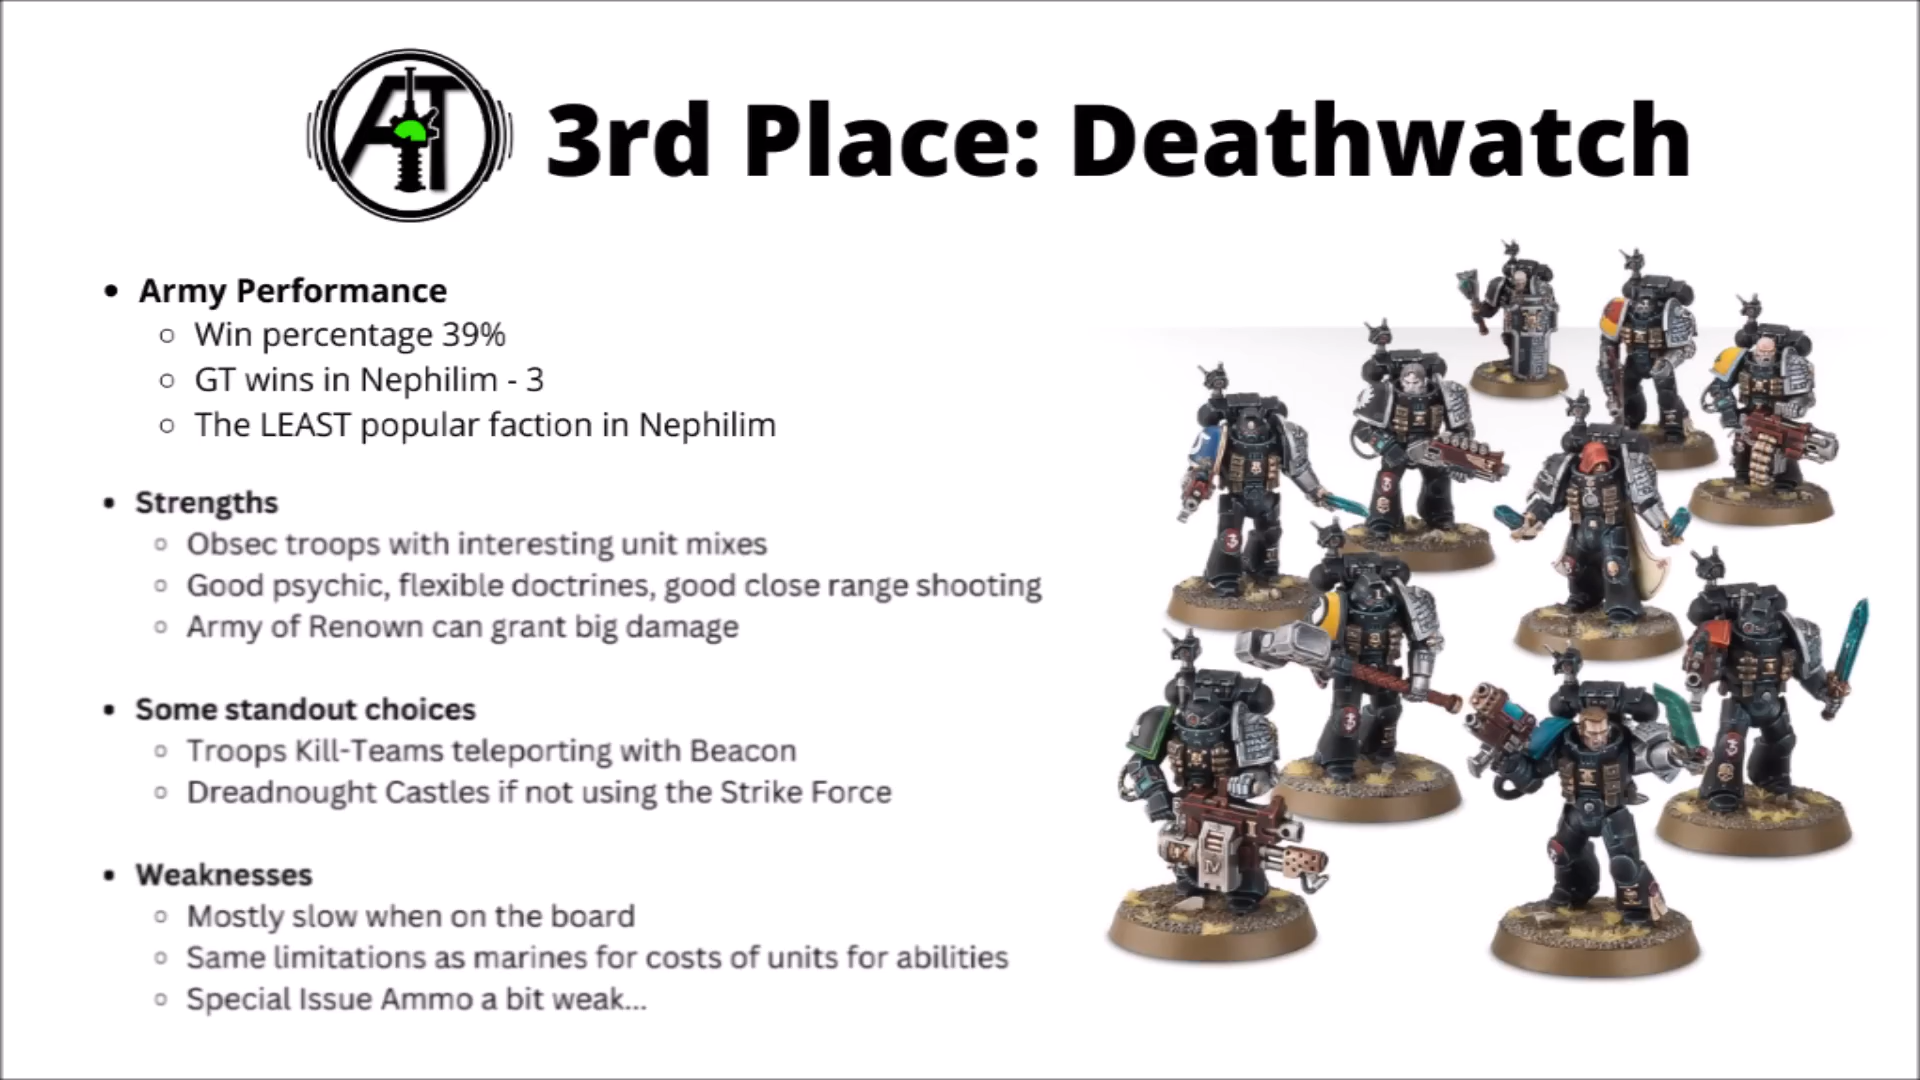 AT
3rd Place: Deathwatch
• Army Performance
○ Win percentage 39%
○ GT wins in Nephilim - 3
○ The LEAST popular faction in Nephilim
• Strengths
○ Obsec troops with interesting unit mixes
○ Good psychic, flexible doctrines, good close range shooting
○ Army of Renown can grant big damage
• Some standout choices
○ Troops Kill-Teams teleporting with Beacon
○ Dreadnought Castles if not using the Strike Force
• Weaknesses
○ Mostly slow when on the board
○ Same limitations as marines for costs of units for abilities
○ Special Issue Ammo a bit weak...